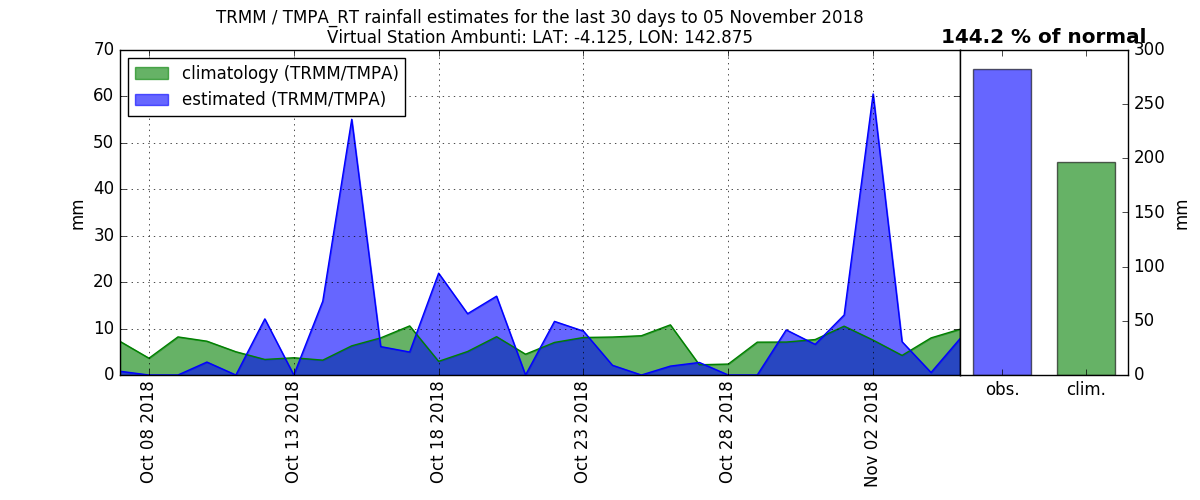 TRMM / TMPA_RT rainfall estimates for the last 30 days to 05 November 2018
Virtual Station Ambunti: LAT: -4.125, LON: 142.875
144.2 % of normal
climatology (TRMM/TMPA)
estimated (TRMM/TMPA)
70
60
50
40
30
20
10
0
mm
Oct 08 2018
Oct 13 2018
Oct 18 2018
Oct 23 2018
Oct 28 2018
Nov 02 2018
obs.
clim.
300
250
200
150
100
50
0
mm